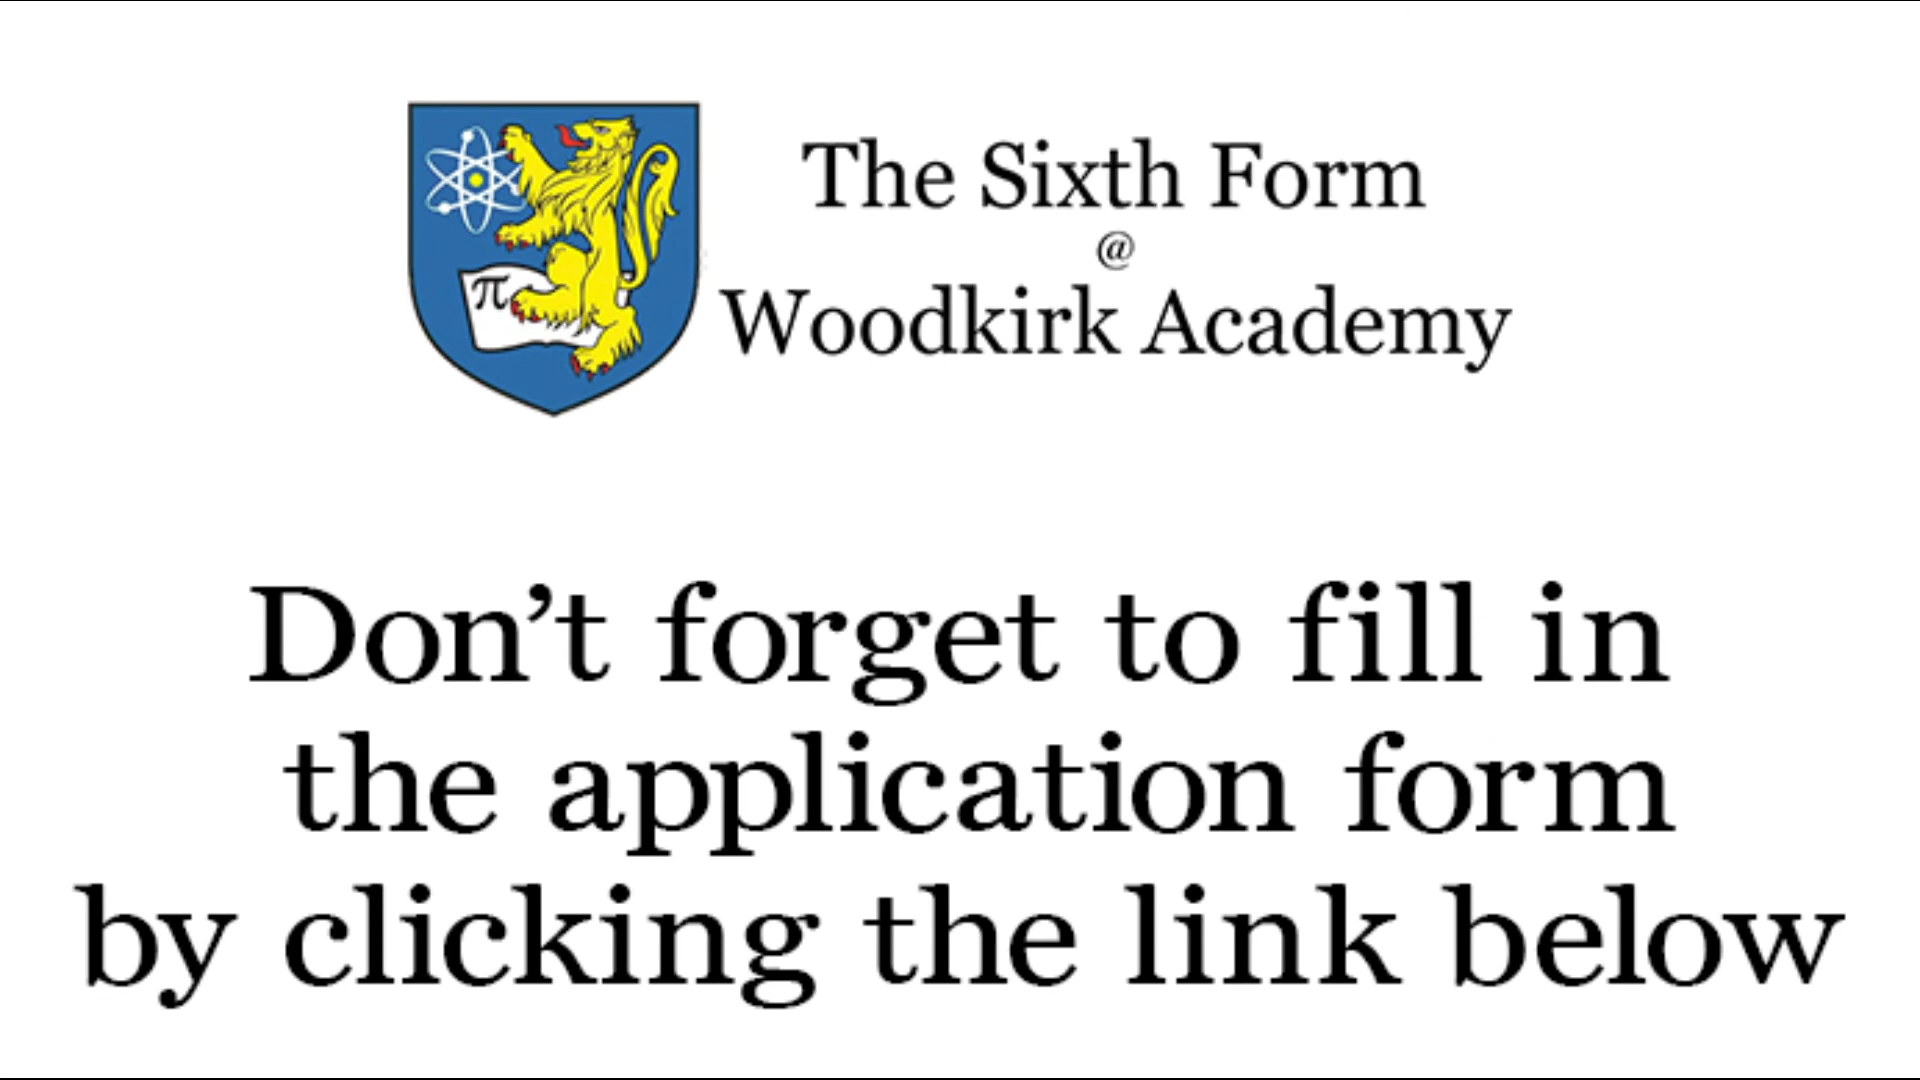 The Sixth Form
@
Woodkirk Academy
π
Don’t forget to fill in
the application form
by clicking the link below